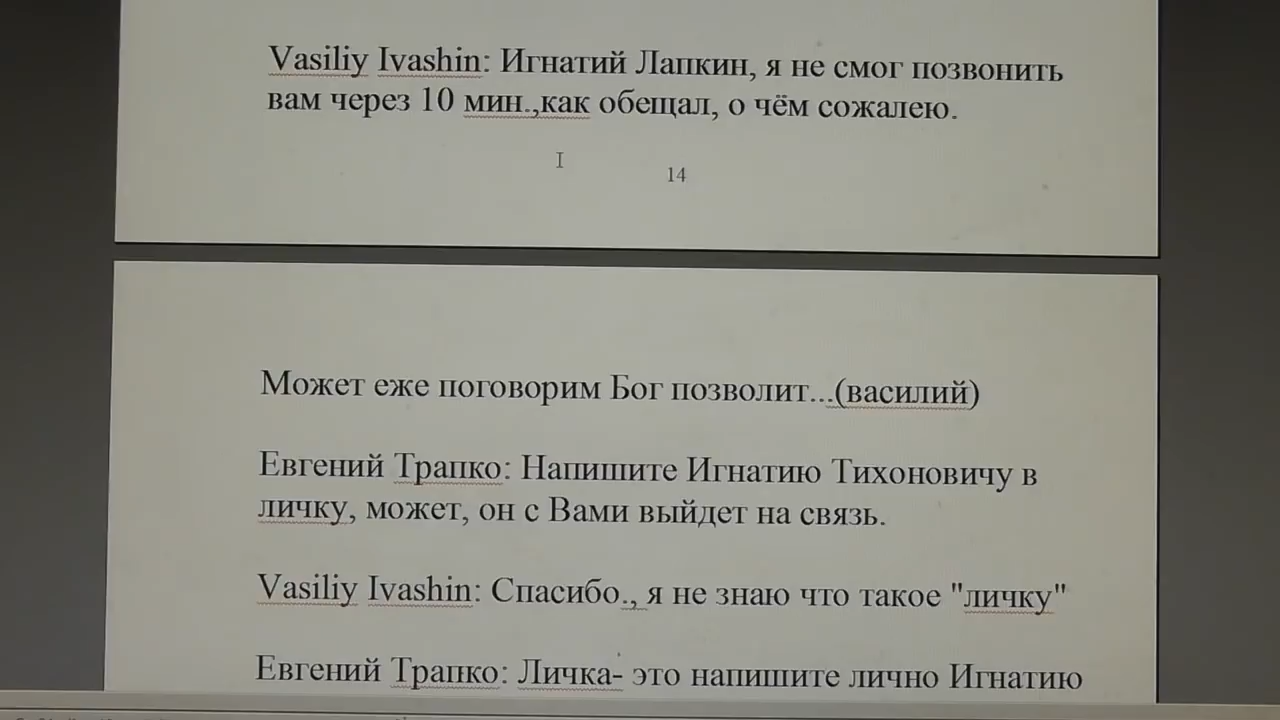 Vasiliy Ivashin: Игнатий Лапкин, я не смог позвонить
вам через 10 мин.,как обещал, о чём сожалею.
14
Может еже поговорим Бог позволит...(василий)
Евгений Трапко: Напишите Игнатию Тихоновичу в
личку, может, он с Вами выйдет на связь.
Vasiliy Ivashin: Спасибо., я не знаю что такое "личку"
Евгений Трапко: Личка- это напишите лично Игнатию